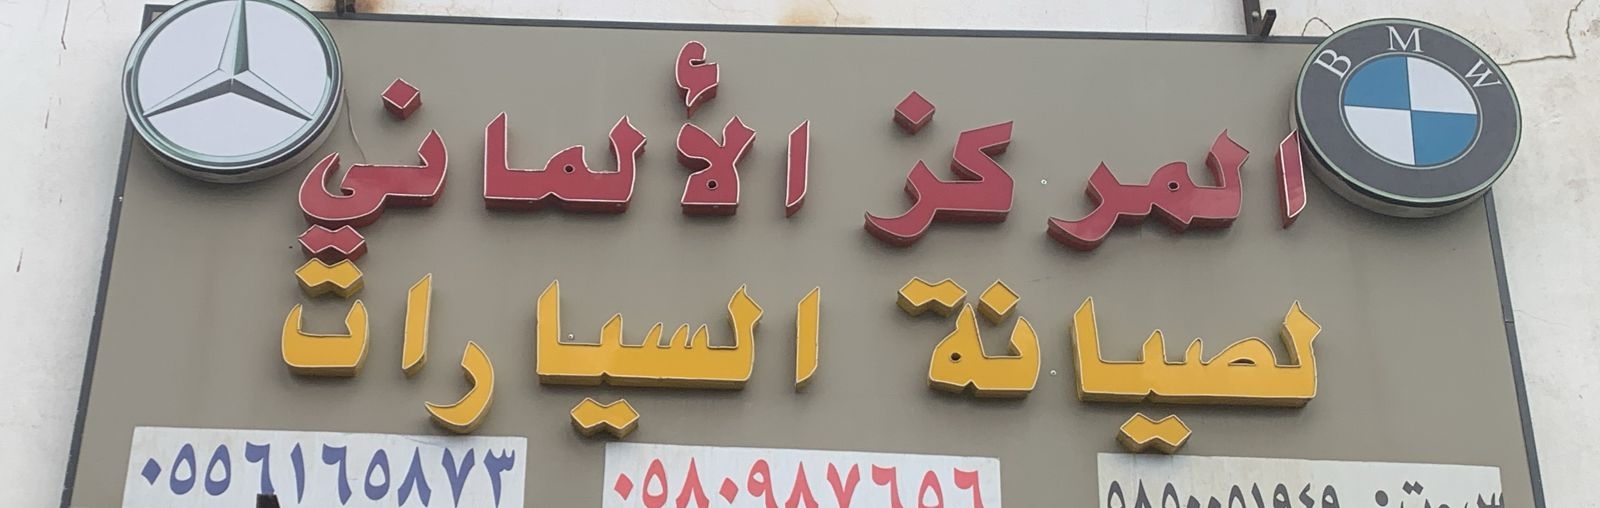 المركز الألماني
لصيانة السيارات
BMW
٠٥٥٦١٦٥٨٧٣
٠٥٨٠٩٨٧٦٥٦